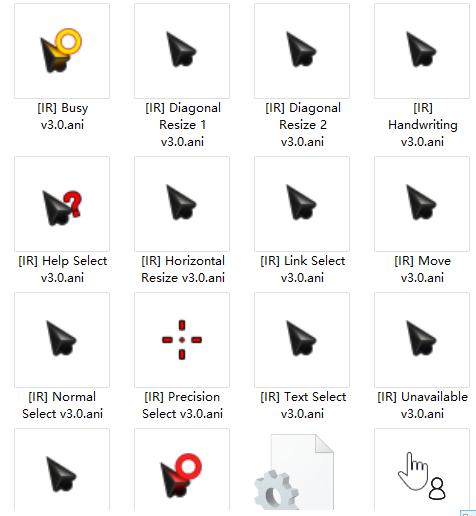 [IR] Busy
v3.0.ani
[IR] Diagonal
Resize 1
v3.0.ani
[IR] Diagonal
Resize 2
v3.0.ani
[IR]
Handwriting
v3.0.ani
[IR] Help Select
v3.0.ani
[IR] Horizontal
Resize v3.0.ani
[IR] Link Select
v3.0.ani
[IR] Move
v3.0.ani
[IR] Normal
Select v3.0.ani
[IR] Precision
Select v3.0.ani
[IR] Text Select
v3.0.ani
[IR] Unavailable
v3.0.ani